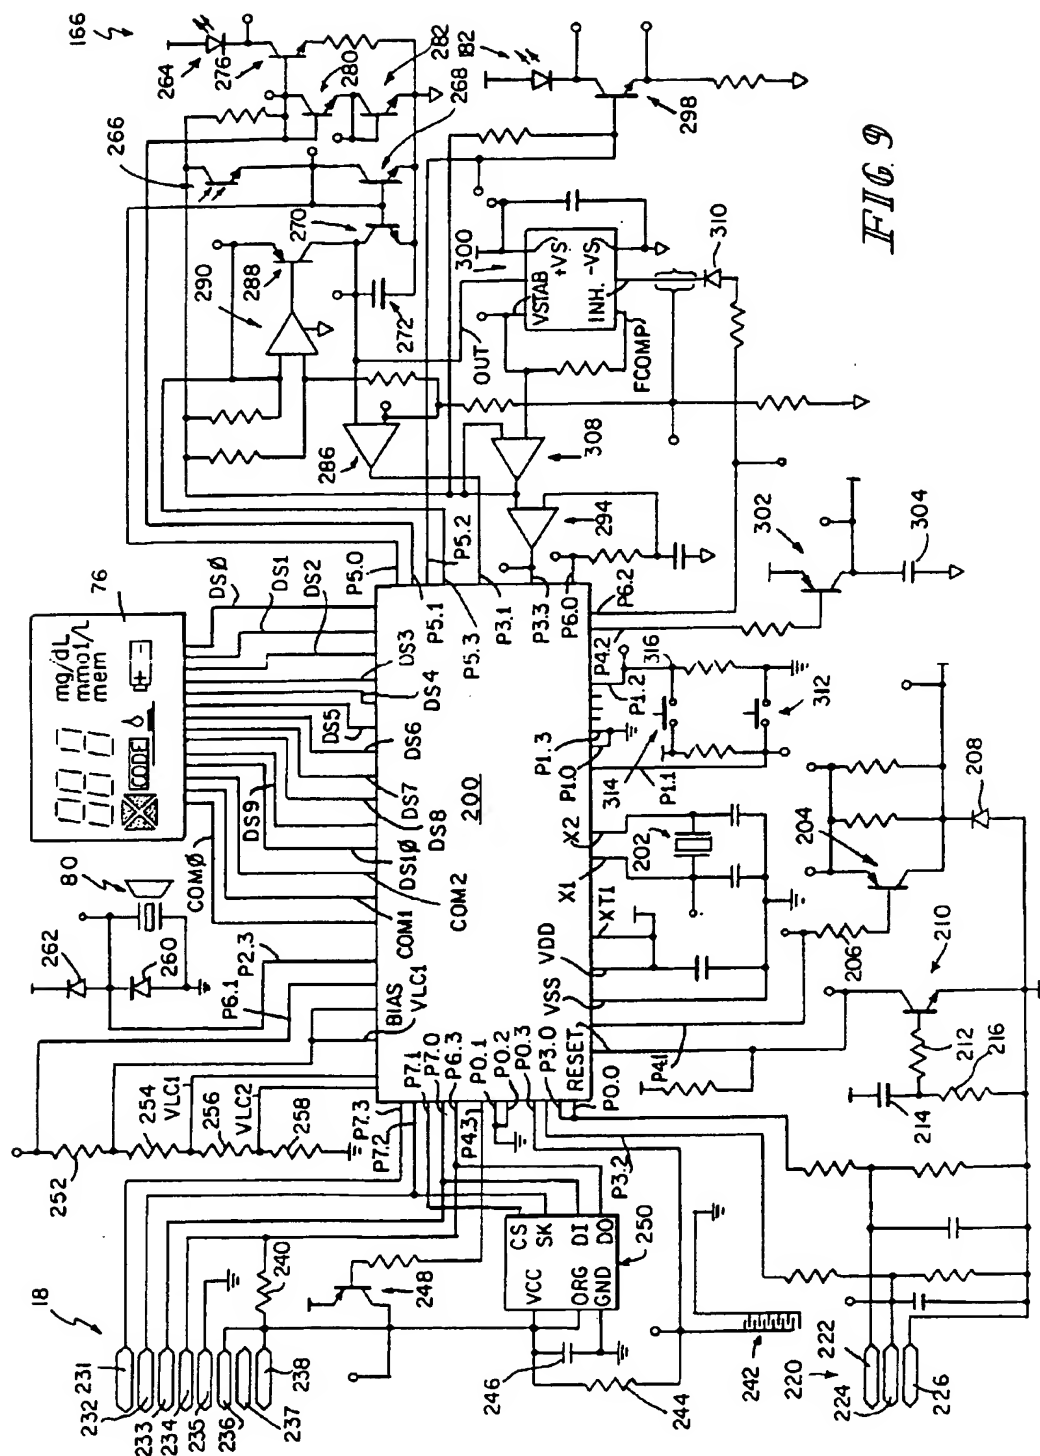 166
264
276
280
282
266
268
182
298
270
290
288
272
300
VSTAB
+VS
-VS
INH.
OUT
FCOMP
310
286
308
294
302
304
FIG. 9
76
mg/dL
mmol/L
mem
CODE
+ -
DSØ
DS1
DS2
DS3
DS4
DS5
DS6
DS7
DS8
DS9
DS1Ø
COMØ
COM1
COM2
80
262
260
P2.3
P6.1
BIAS
VLC1
200
P5.0
P5.1
P5.2
P5.3
P3.1
P3.3
P6.0
P6.2
P4.2
P1.2
P1.3
P1.0
P1.1
316
314
312
X2
X1
202
XT1
VDD
VSS
P41
RESET
P0.0
P3.0
P0.3
P0.2
P0.1
P6.3
P7.0
P7.1
P7.3
P7.2
P4.3
P3.2
204
206
208
210
212
214
216
252
254
VLC1
256
VLC2
258
18
231
232
233
234
235
236
237
238
240
248
CS
SK
DI
DO
VCC
ORG
GND
250
246
244
242
220
222
224
226